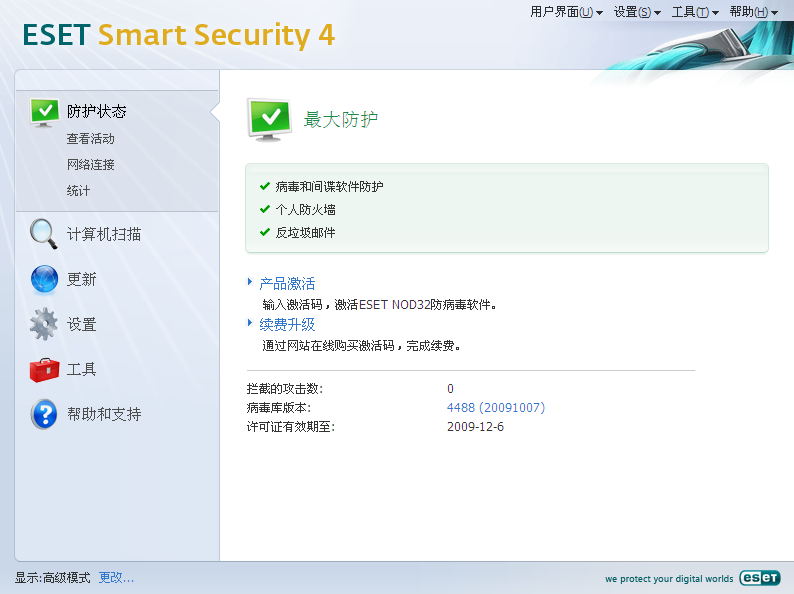 用户界面(U) 设置(S) 工具(T) 帮助(H)
ESET Smart Security 4
防护状态
查看活动
网络连接
统计
计算机扫描
更新
设置
工具
帮助和支持
最大防护
病毒和间谍软件防护
个人防火墙
反垃圾邮件
产品激活
输入激活码，激活ESET NOD32防病毒软件。
续费升级
通过网站在线购买激活码，完成续费。
拦截的攻击数: 0
病毒库版本: 4488 (20091007)
许可证有效期至: 2009-12-6
显示:高级模式 更改...
we protect your digital worlds eseT